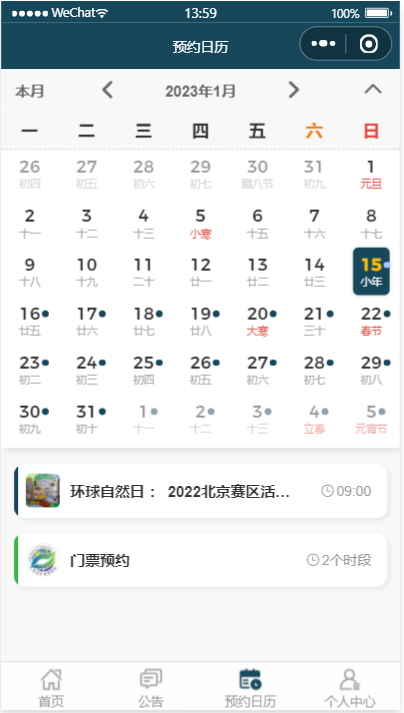 WeChat 13:59 100%
预约日历
本月 2023年1月
一 二 三 四 五 六 日
26 27 28 29 30 31 1
初四 初五 初六 初七 腊八节 初九 元旦
2 3 4 5 6 7 8
十一 十二 十三 小寒 十五 十六 十七
9 10 11 12 13 14 15
十八 十九 二十 廿一 廿二 廿三 小年
16 17 18 19 20 21 22
廿五 廿六 廿七 廿八 大寒 三十 春节
23 24 25 26 27 28 29
初二 初三 初四 初五 初六 初七 初八
30 31 1 2 3 4 5
初九 初十 十一 十二 十三 立春 元宵节
环球自然日： 2022北京赛区活... 09:00
门票预约 2个时段
首页 公告 预约日历 个人中心